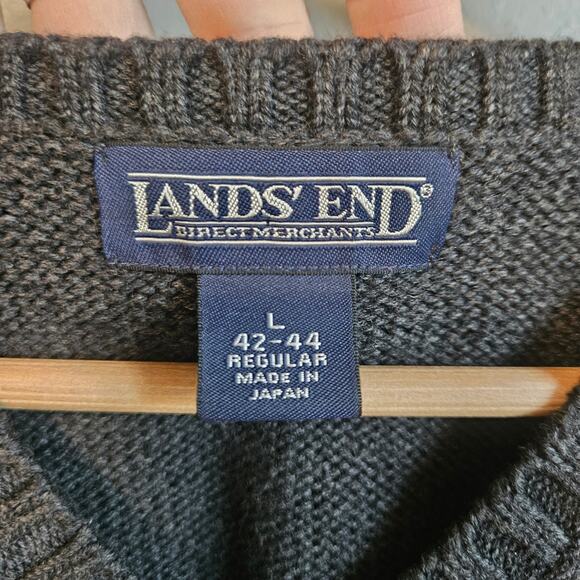 LANDS' END®
DIRECT MERCHANTS
L
42-44
REGULAR
MADE IN
JAPAN